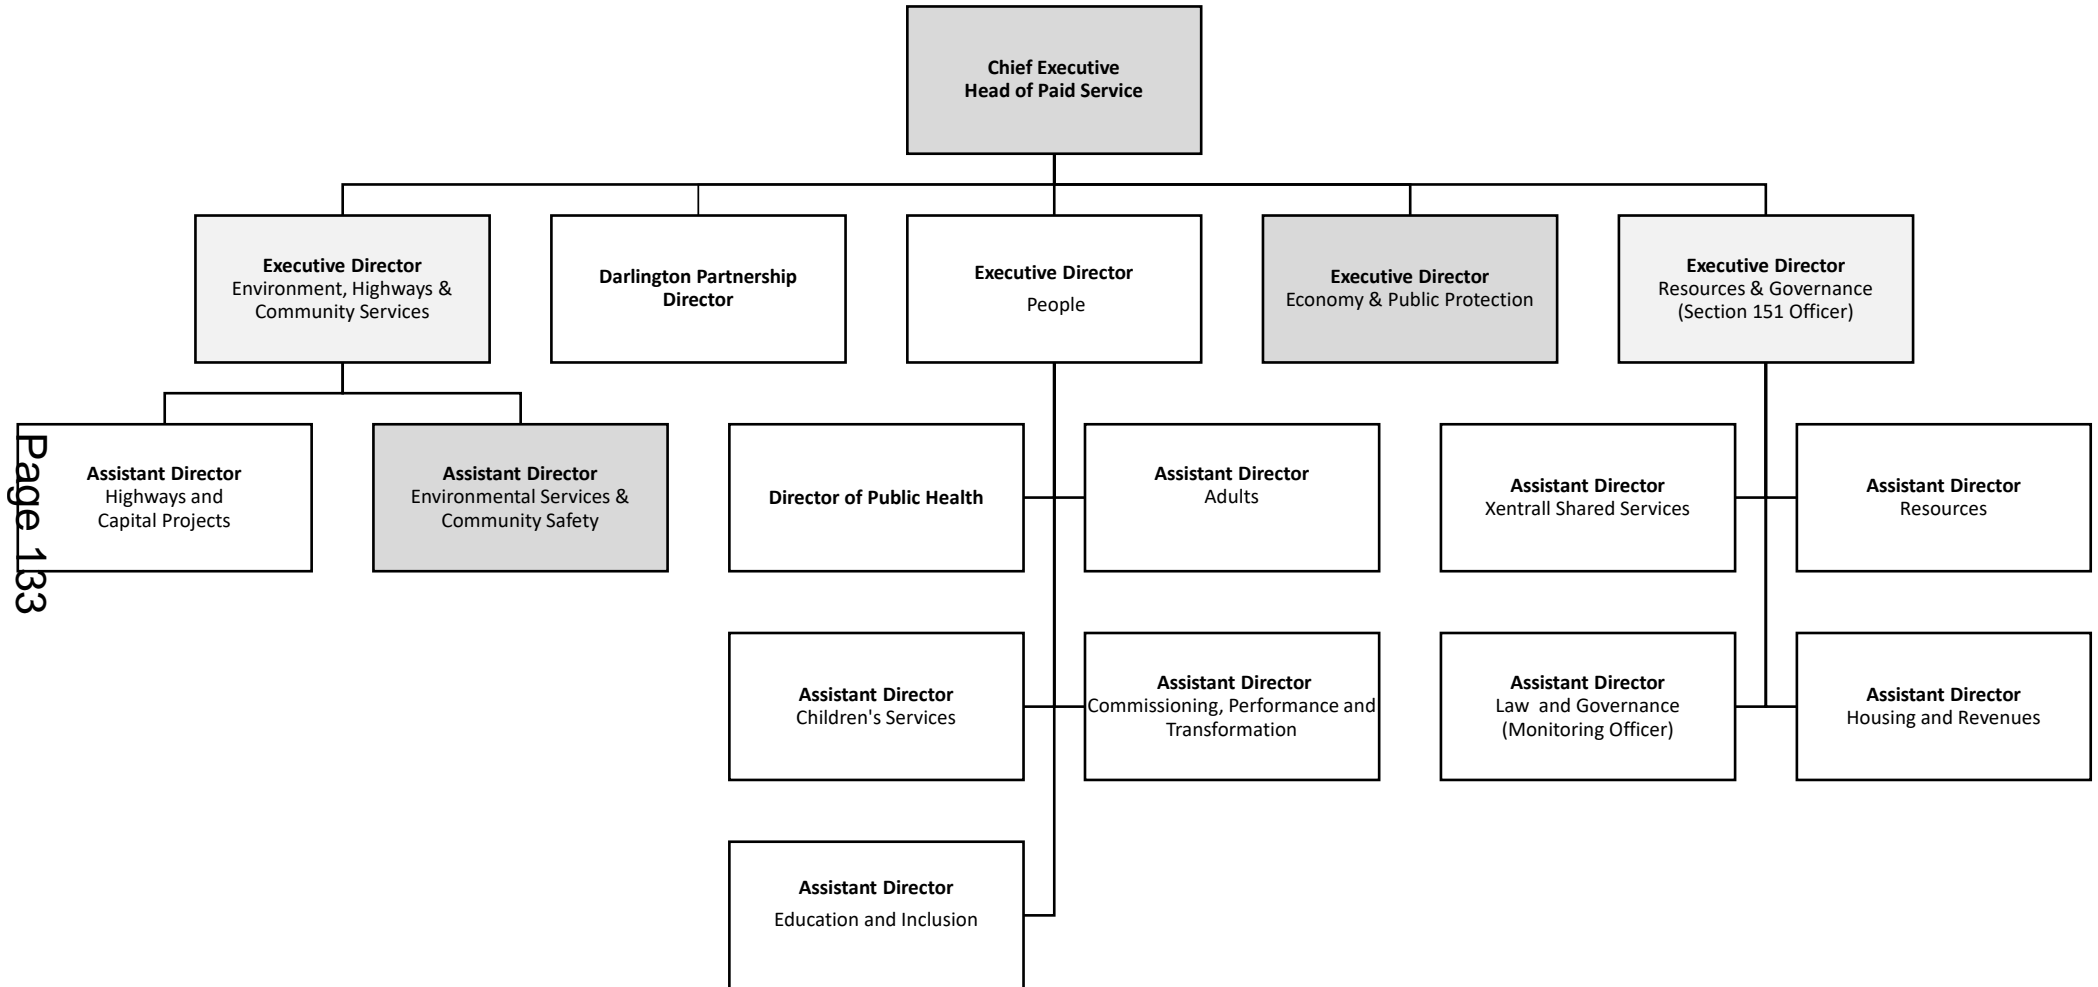 Chief Executive
Head of Paid Service
Executive Director
Environment, Highways &
Community Services
Darlington Partnership
Director
Executive Director
People
Executive Director
Economy & Public Protection
Executive Director
Resources & Governance
(Section 151 Officer)
Page 133
Assistant Director
Highways and
Capital Projects
Assistant Director
Environmental Services &
Community Safety
Director of Public Health
Assistant Director
Adults
Assistant Director
Xentrall Shared Services
Assistant Director
Resources
Assistant Director
Children's Services
Assistant Director
Commissioning, Performance and
Transformation
Assistant Director
Law  and Governance
(Monitoring Officer)
Assistant Director
Housing and Revenues
Assistant Director
Education and Inclusion